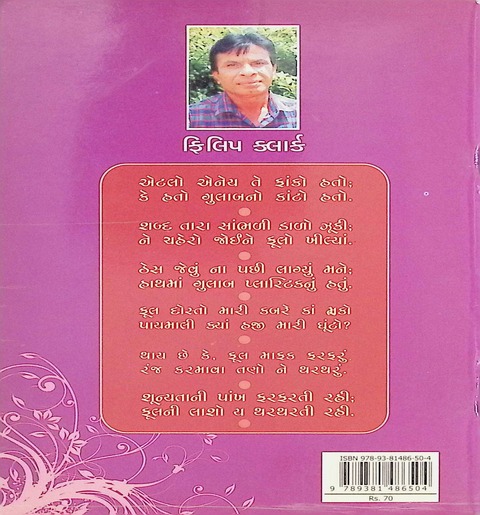 ફિલિપ ક્લાર્ક
એટલો એનેય તે ફાંકો હતો;
કે હતો ગુલાબનો કાંટો હતો.
શબ્દ તારા સાંભળી ડાળો ઝૂકી;
ને ચહેરો જોઈને ફૂલો ખીલ્યાં.
ઠેસ જેવું ના પછી લાગ્યું મને;
હાથમાં ગુલાબ પ્લાસ્ટિકનું હતું.
ફૂલ દોસ્તો મારી કબરે કાં મૂકો
પાયમાલી ક્યાં હજી મારી ઘૂંટો?
થાય છે કે. ફૂલ માફક ફરફરું
રંજ કરમાવા તણો ને થરથરું.
શૂન્યતાની પાંખ ફરફરતી રહી;
ફૂલની લાશો ય થરથરતી રહી.
ISBN 978-93-81486-50-4
9 789381 486504
Rs. 70